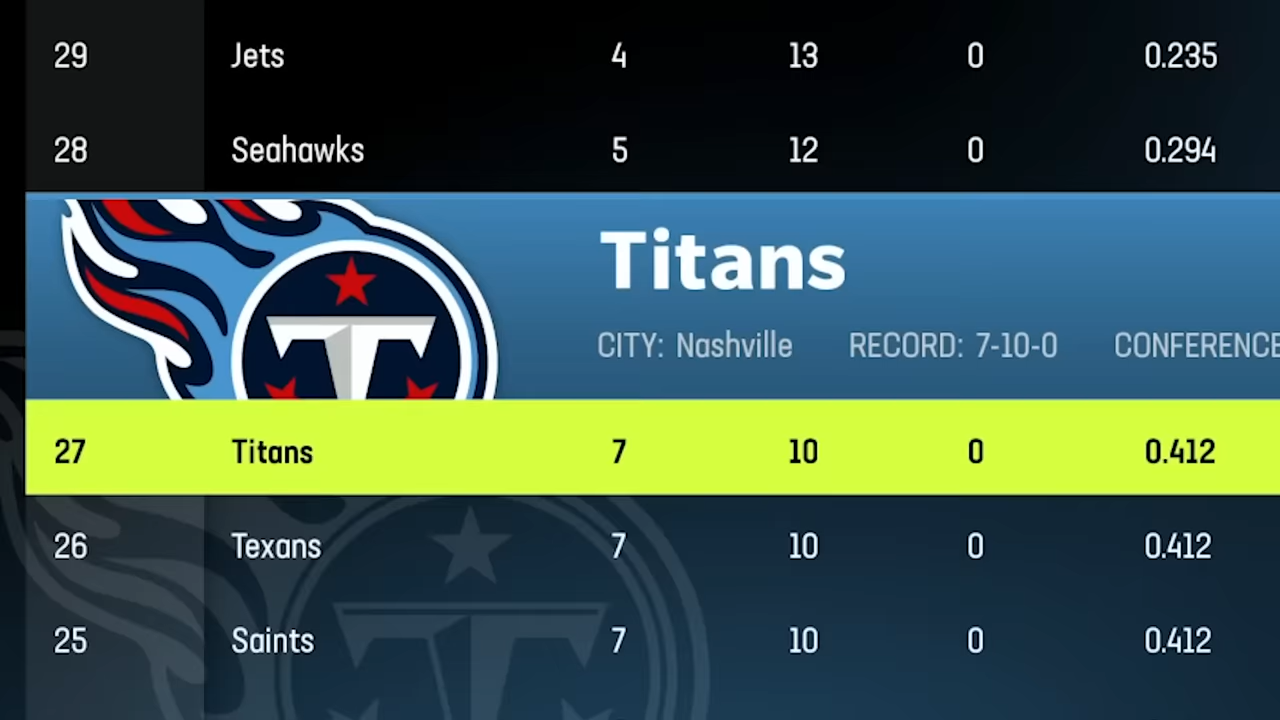 29 Jets 4 13 0 0.235
28 Seahawks 5 12 0 0.294
Titans
CITY: Nashville RECORD: 7-10-0 CONFERENCE
27 Titans 7 10 0 0.412
26 Texans 7 10 0 0.412
25 Saints 7 10 0 0.412